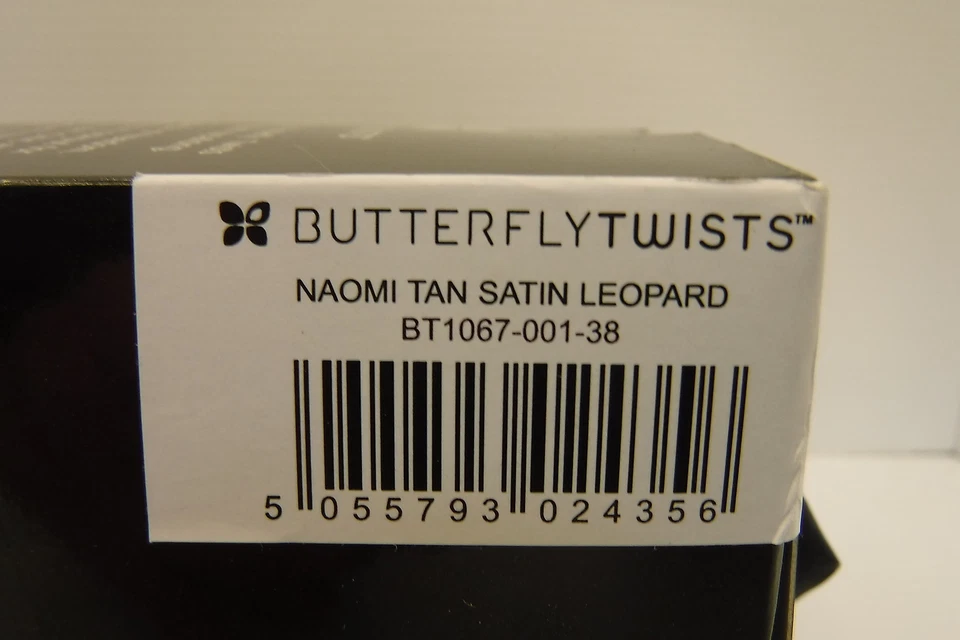 BUTTERFLYTWISTS™
NAOMI TAN SATIN LEOPARD
BT1067-001-38
5 055793 024356